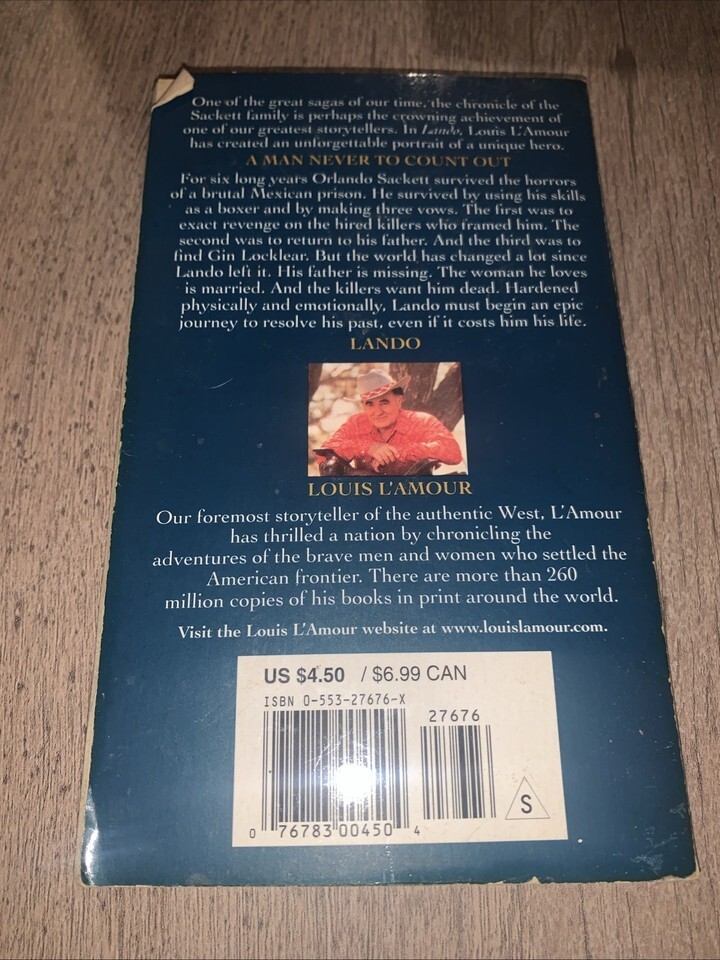 One of the great sagas of our time, the chronicle of the
Sackett family is perhaps the crowning achievement of
one of our greatest storytellers. In Lando, Louis L'Amour
has created an unforgettable portrait of a unique hero.
A MAN NEVER TO COUNT OUT
For six long years Orlando Sackett survived the horrors
of a brutal Mexican prison. He survived by using his skills
as a boxer and by making three vows. The first was to
exact revenge on the hired killers who framed him. The
second was to return to his father. And the third was to
find Gin Locklear. But the world has changed a lot since
Lando left it. His father is missing. The woman he loves
is married. And the killers want him dead. Hardened
physically and emotionally, Lando must begin an epic
journey to resolve his past, even if it costs him his life.
LANDO
LOUIS L'AMOUR
Our foremost storyteller of the authentic West, L'Amour
has thrilled a nation by chronicling the
adventures of the brave men and women who settled the
American frontier. There are more than 260
million copies of his books in print around the world.
Visit the Louis L'Amour website at www.louislamour.com.
US $4.50 / $6.99 CAN
ISBN 0-553-27676-X
27676
S
0 76783 00450 4